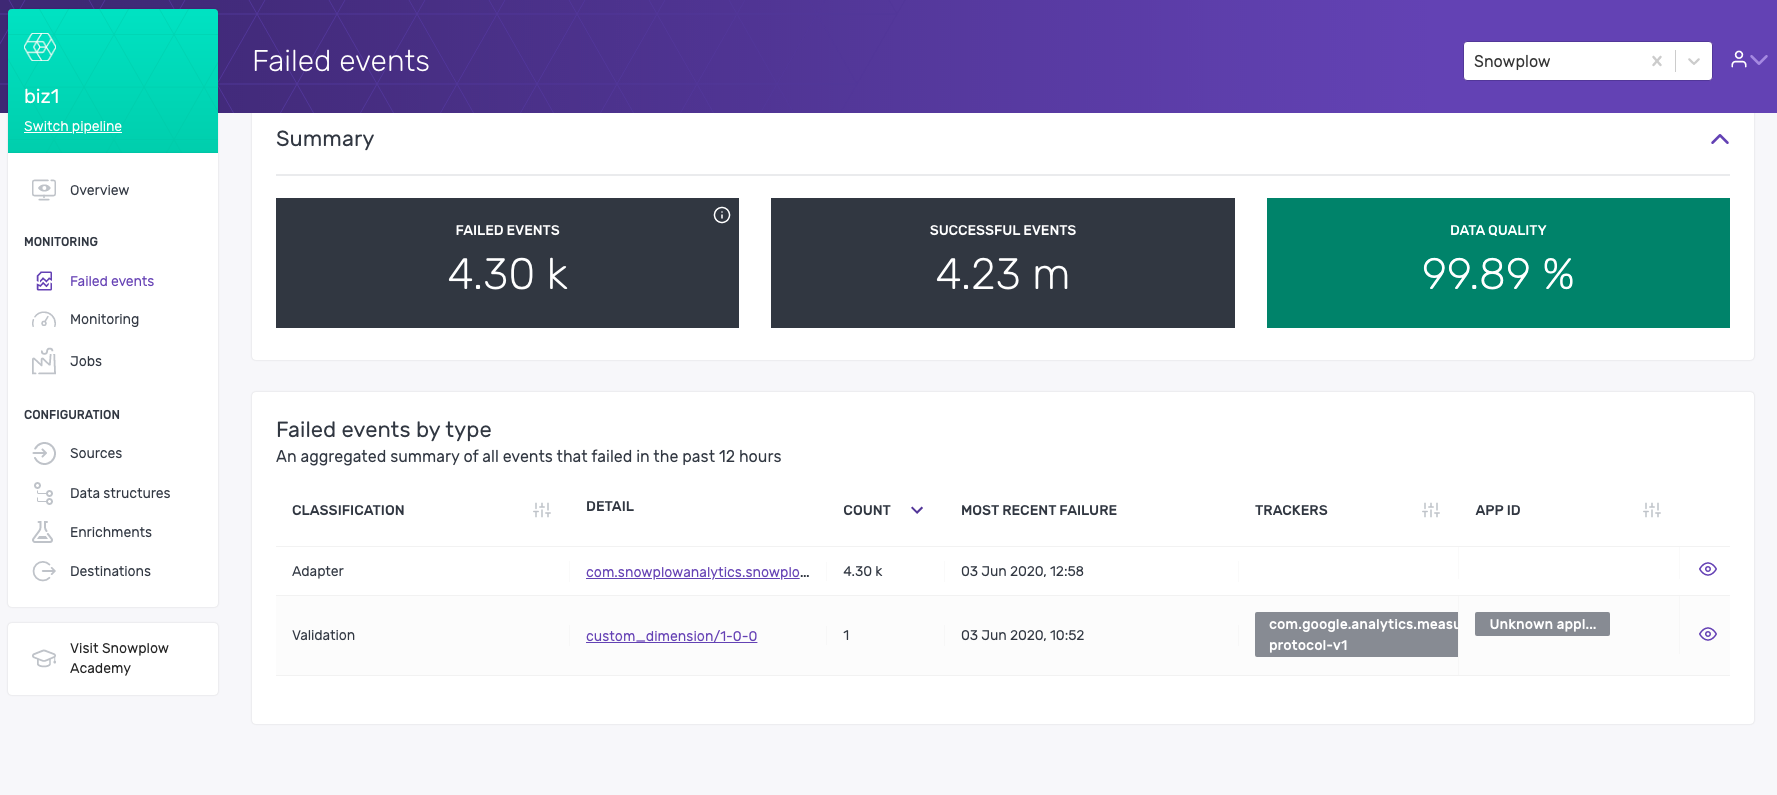 biz1
Switch pipeline
Overview
MONITORING
Failed events
Monitoring
Jobs
CONFIGURATION
Sources
Data structures
Enrichments
Destinations
Visit Snowplow
Academy
Failed events
Snowplow
Summary
FAILED EVENTS
4.30 k
SUCCESSFUL EVENTS
4.23 m
DATA QUALITY
99.89 %
Failed events by type
An aggregated summary of all events that failed in the past 12 hours
CLASSIFICATION DETAIL COUNT MOST RECENT FAILURE TRACKERS APP ID
Adapter com.snowplowanalytics.snowplo... 4.30 k 03 Jun 2020, 12:58
Validation custom_dimension/1-0-0 1 03 Jun 2020, 10:52 com.google.analytics.measu Unknown appl...
protocol-v1